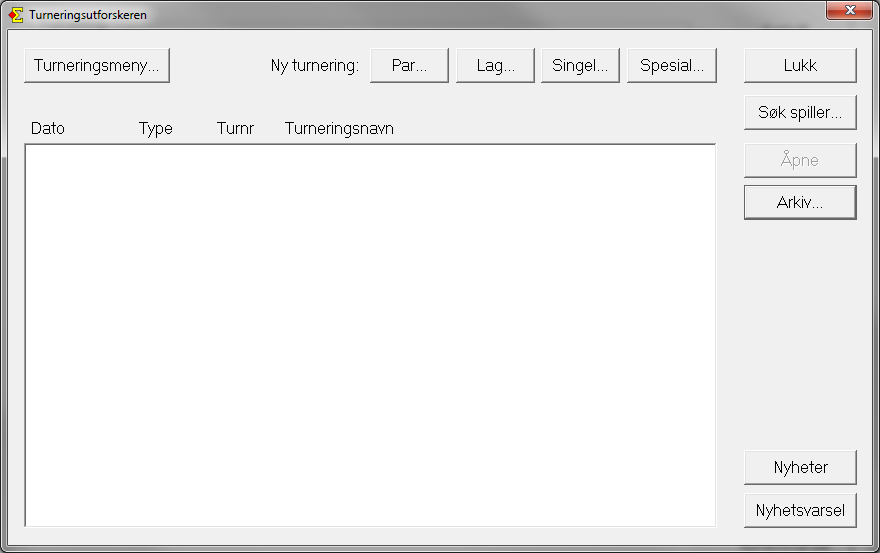 Turneringsutforskeren
Turneringsmeny... Ny turnering: Par... Lag... Singel... Spesial... Lukk
Søk spiller...
Dato Type Turnr Turneringsnavn
Åpne
Arkiv...
Nyheter
Nyhetsvarsel